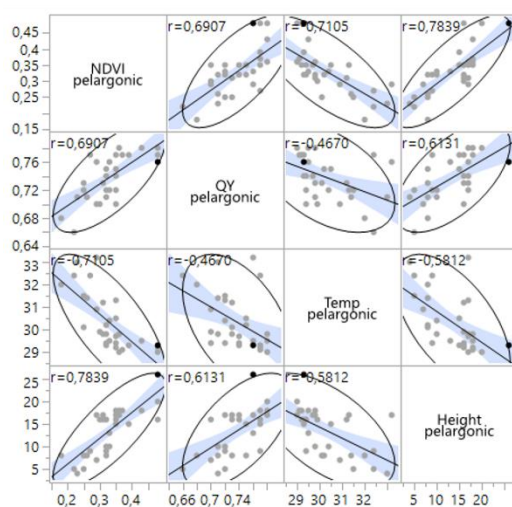 0,45
0,4
0,35
0,3
0,25
0,15
NDVI
pelargonic
r=0,6907
r=-0,7105
r=0,7839
0,76
0,72
0,68
0,64
r=0,6907
QY
pelargonic
r=-0,4670
r=0,6131
33
32
31
30
29
r=-0,7105
r=-0,4670
Temp
pelargonic
r=-0,5812
25
20
15
10
5
r=0,7839
r=0,6131
r=-0,5812
Height
pelargonic
0,2 0,3 0,4
0,66 0,7 0,74
29 30 31 32
5 10 15 20